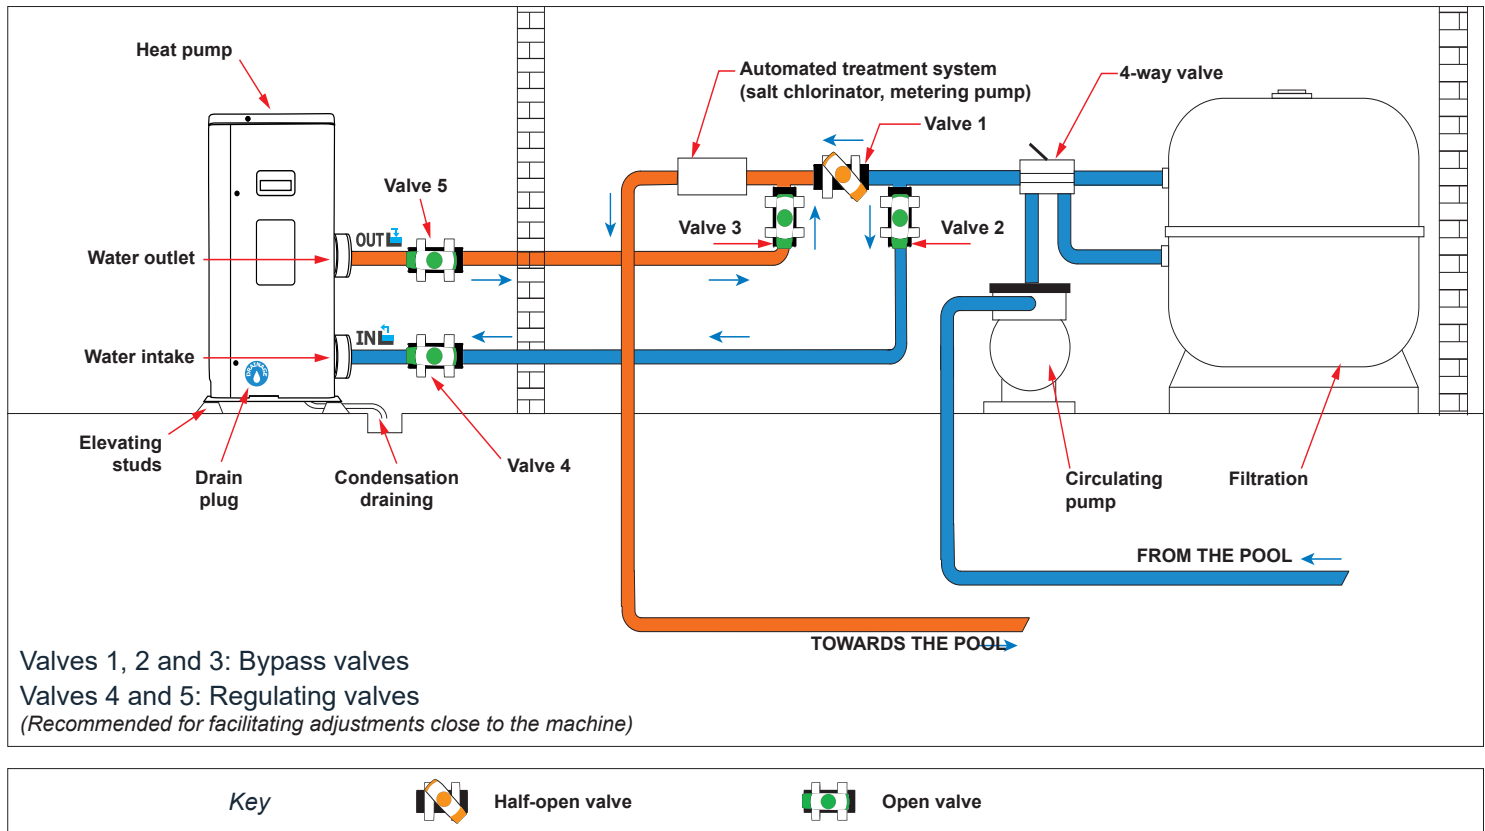 Heat pump
Automated treatment system
(salt chlorinator, metering pump)
4-way valve
Valve 1
Valve 5
Valve 3
Valve 2
OUT
Water outlet
IN
Water intake
DRAINAGE
Elevating
studs
Drain
plug
Condensation
draining
Valve 4
Circulating
pump
Filtration
FROM THE POOL
TOWARDS THE POOL
Valves 1, 2 and 3: Bypass valves
Valves 4 and 5: Regulating valves
(Recommended for facilitating adjustments close to the machine)
Key
Half-open valve
Open valve